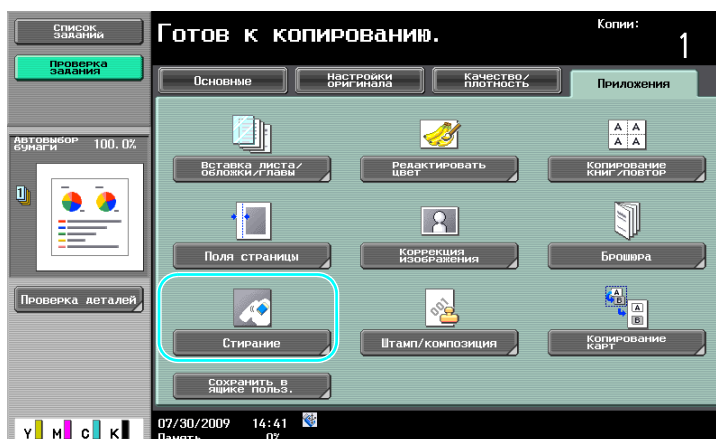 Список
заданий
Проверка
задания
Готов к копированию.
Копии:
1
Основные
Настройки
оригинала
Качество/
плотность
Приложения
Автовыбор
бумаги
100.0%
1
Вставка листа/
обложки/главы
Редактировать
цвет
A A
A A
Копирование
книг/повтор
Поля страницы
Коррекция
изображения
Брошюра
Проверка деталей
Стирание
001
Штамп/композиция
A
B
A
B
Копирование
карт
Сохранить в
ящике польз.
Y M C K
07/30/2009 14:41
Память 0%